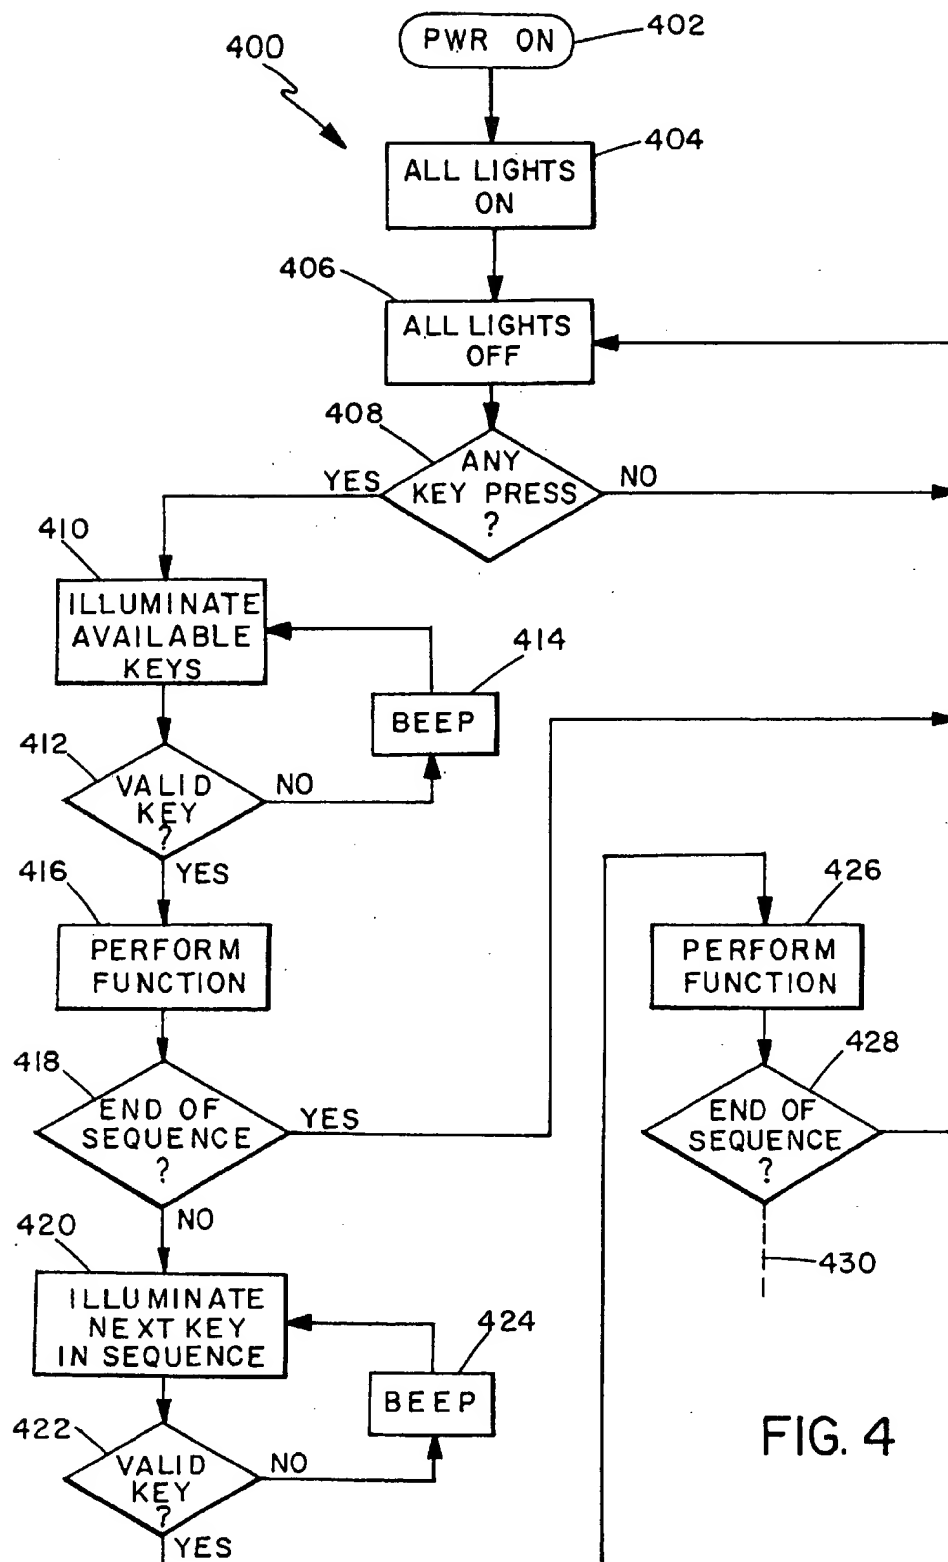 PWR ON
402
400
404
ALL LIGHTS
ON
406
ALL LIGHTS
OFF
408
ANY
KEY PRESS
?
YES
NO
410
ILLUMINATE
AVAILABLE
KEYS
414
BEEP
412
VALID
KEY
?
NO
YES
416
PERFORM
FUNCTION
426
PERFORM
FUNCTION
418
END OF
SEQUENCE
?
YES
NO
428
END OF
SEQUENCE
?
430
420
ILLUMINATE
NEXT KEY
IN SEQUENCE
424
BEEP
422
VALID
KEY
?
NO
YES
FIG. 4